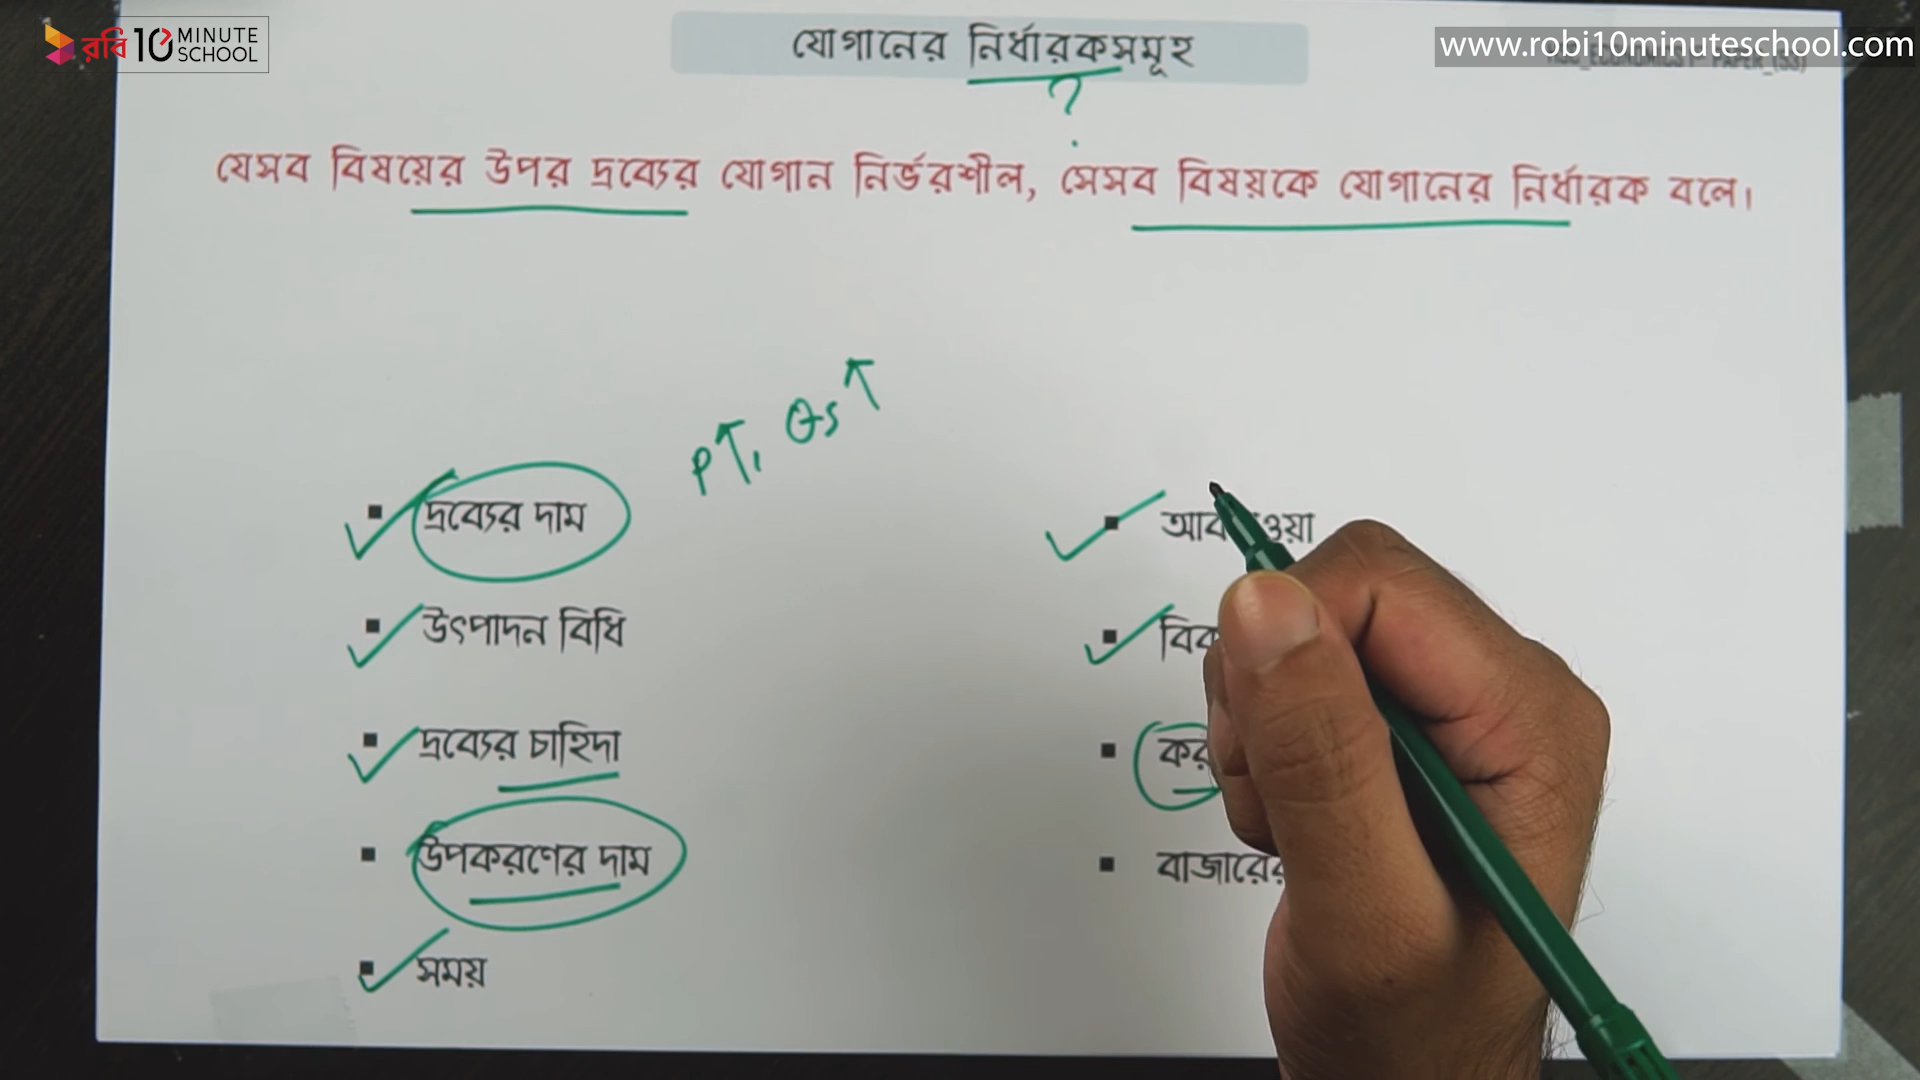 রবি 10 MINUTE SCHOOL
www.robi10minuteschool.com
যোগানের নির্ধারকসমূহ
?
যেসব বিষয়ের উপর দ্রব্যের যোগান নির্ভরশীল, সেসব বিষয়কে যোগানের নির্ধারক বলে।
P↑, Qs↑
▪ দ্রব্যের দাম
▪ উৎপাদন বিধি
▪ দ্রব্যের চাহিদা
▪ উপকরণের দাম
▪ সময়
▪ কর
▪ বাজারের